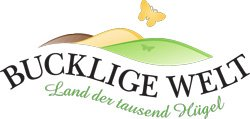 BUCKLIGE WELT
Land der tausend Hügel